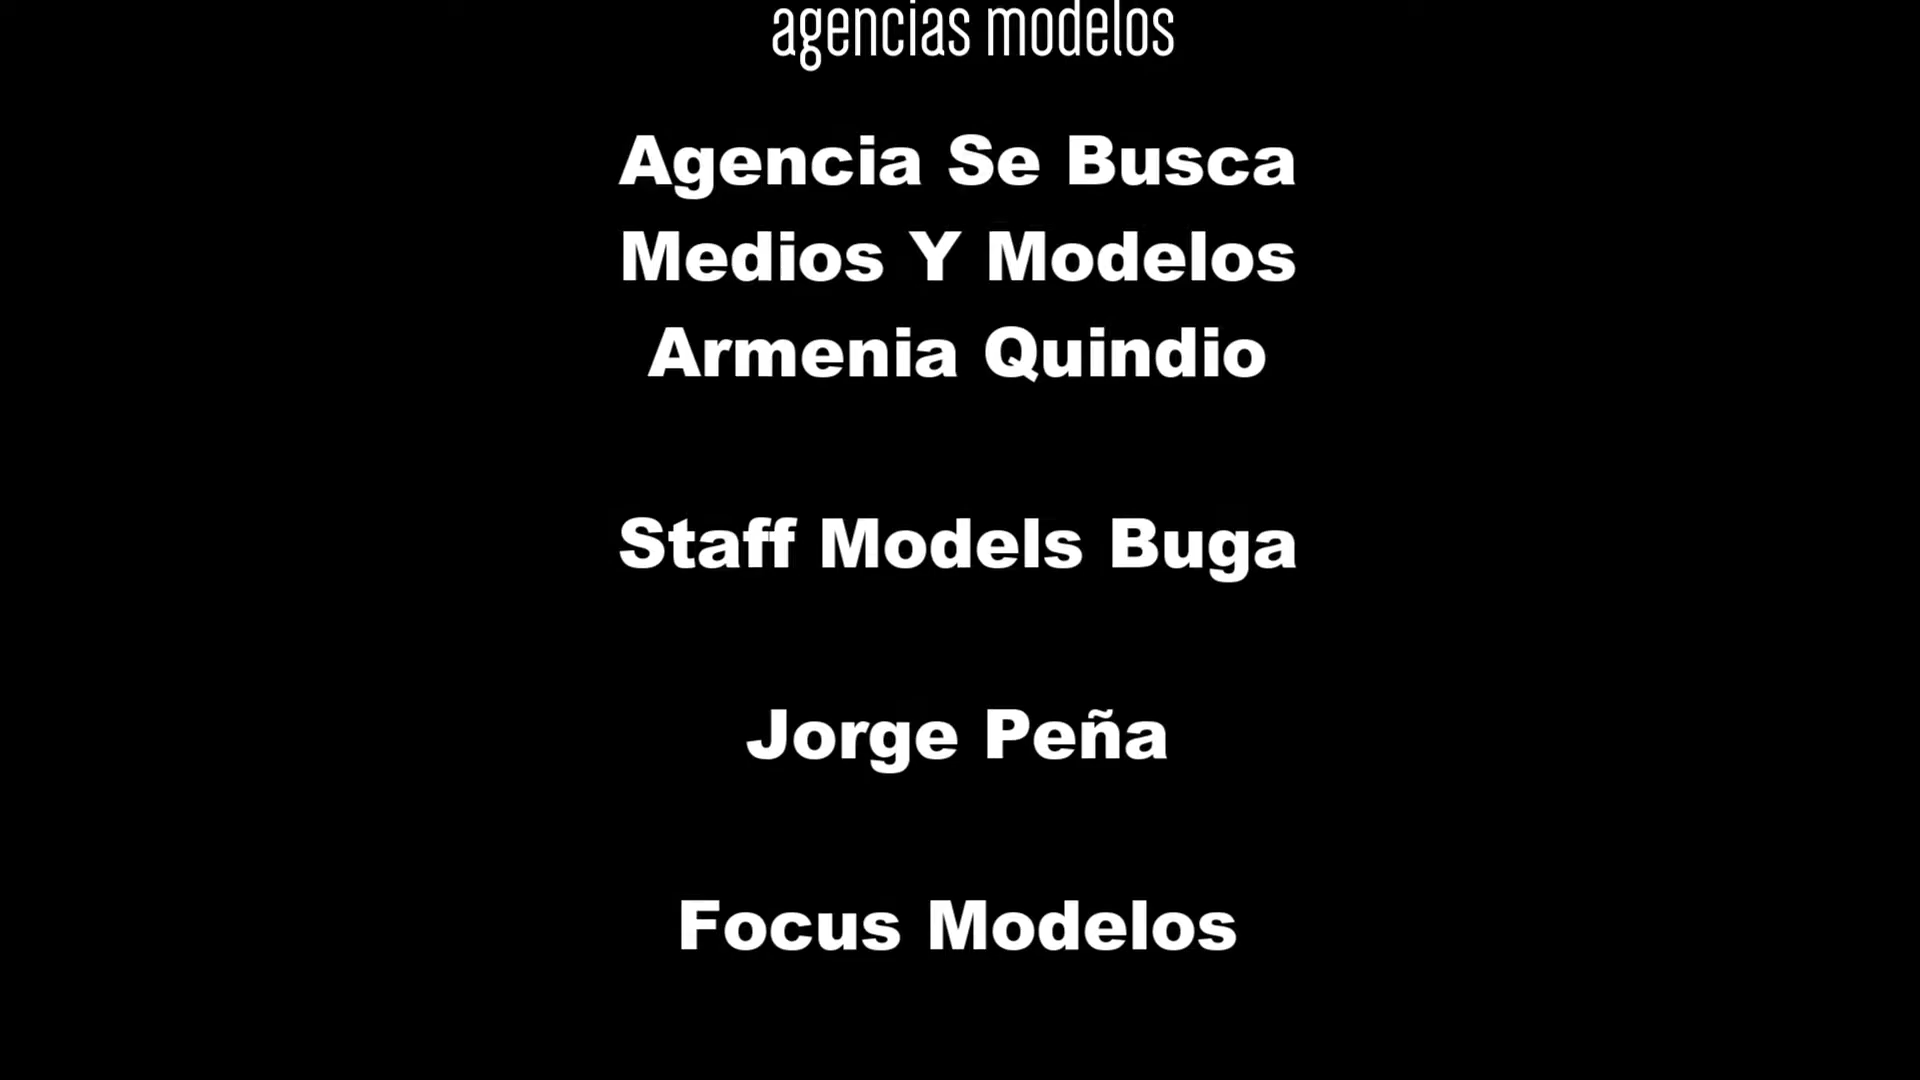 agencias modelos
Agencia Se Busca
Medios Y Modelos
Armenia Quindio
Staff Models Buga
Jorge Peña
Focus Modelos